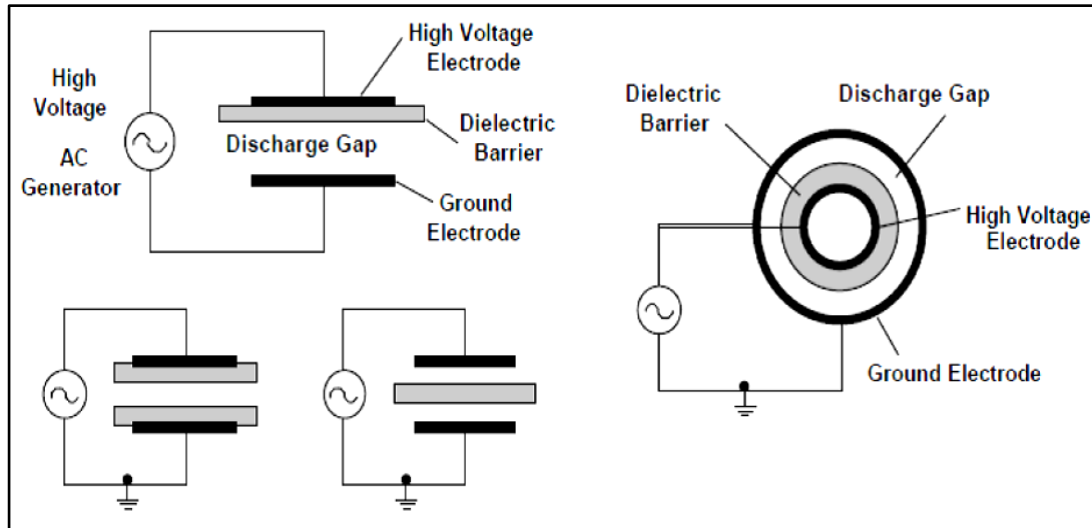 High Voltage
Electrode
High
Voltage
AC
Generator
Discharge Gap
Dielectric
Barrier
Ground
Electrode
Dielectric
Barrier
Discharge Gap
High Voltage
Electrode
Ground Electrode